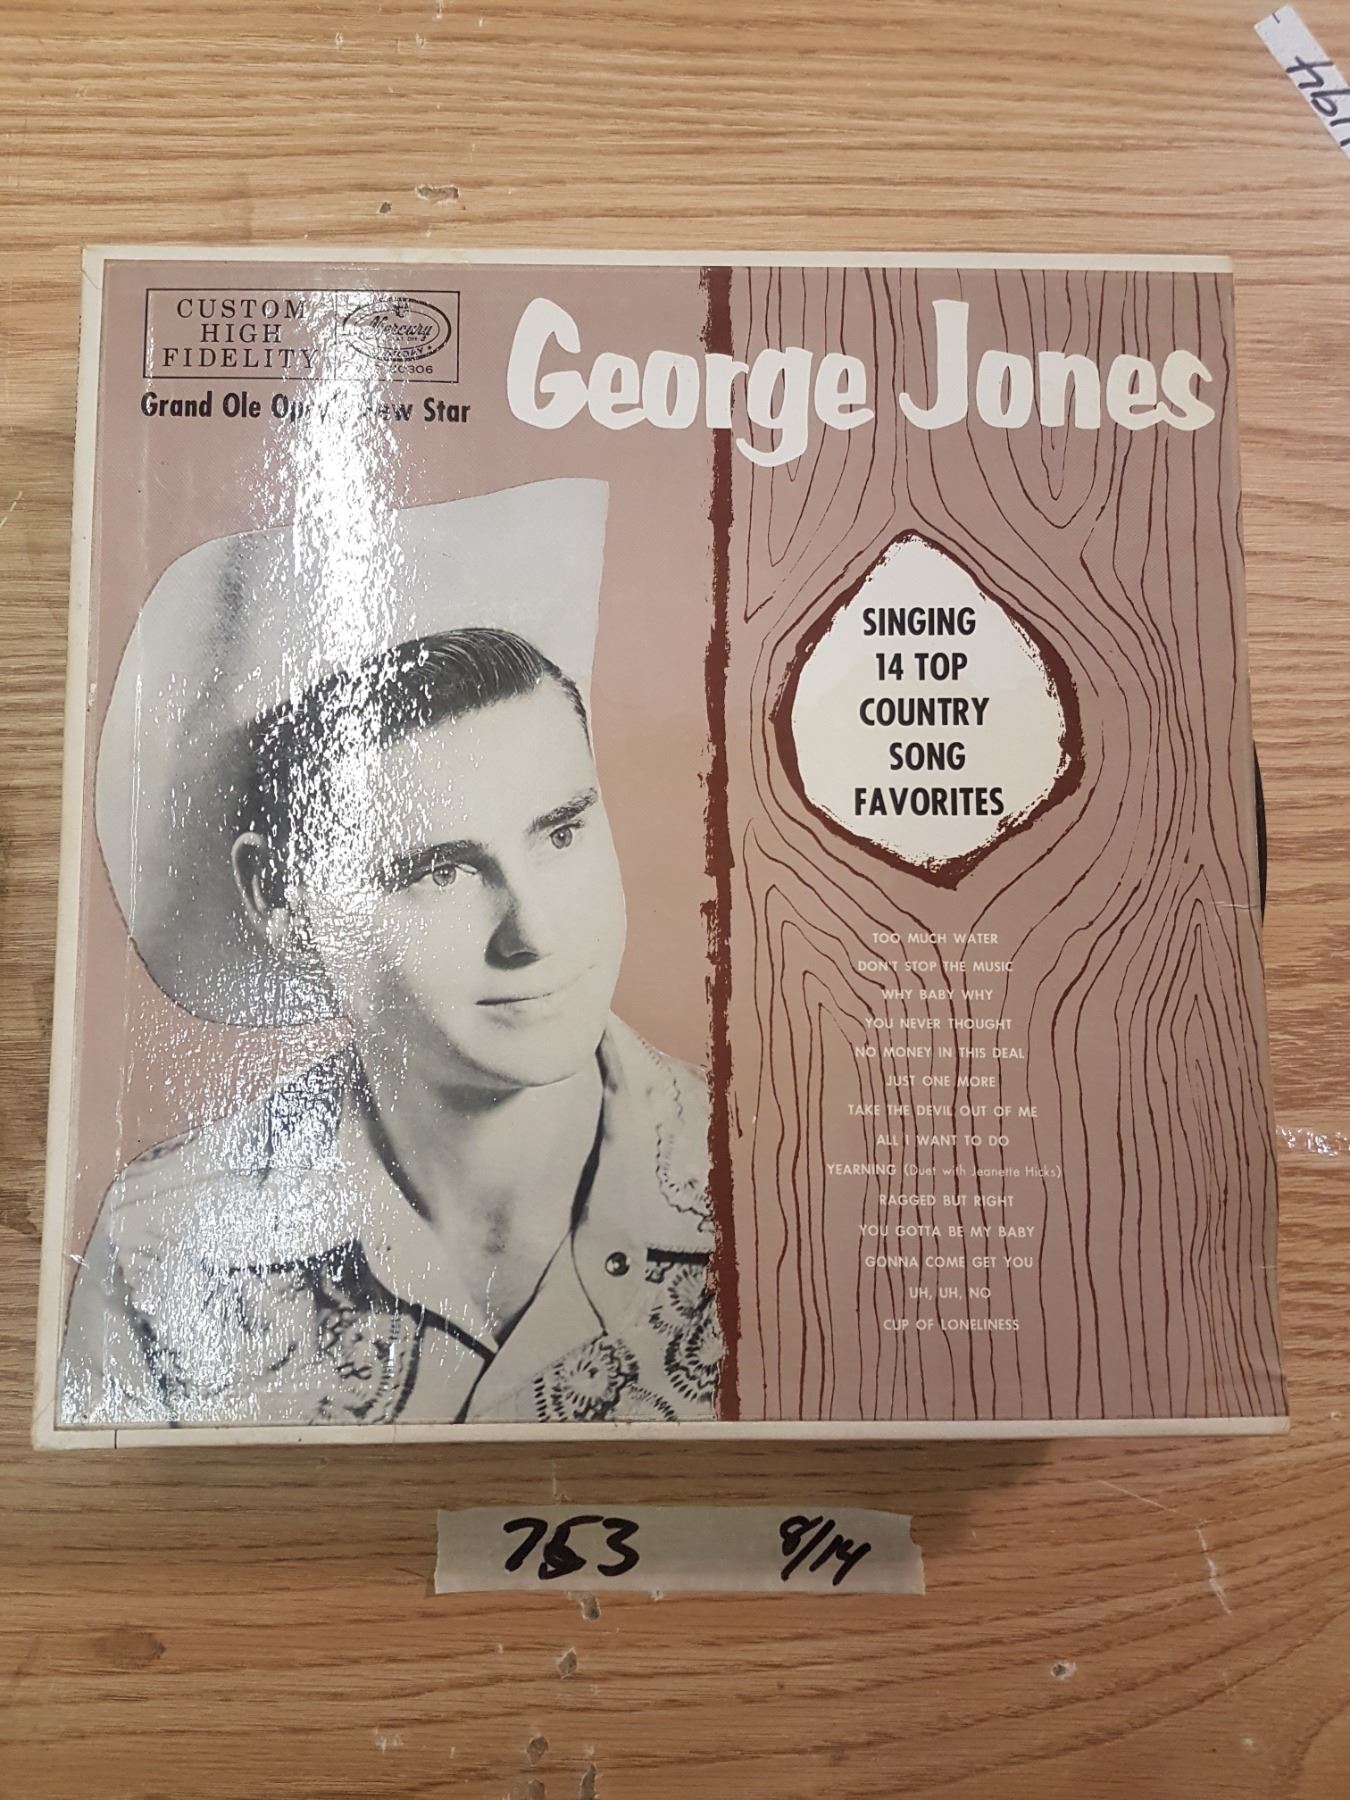 1194
CUSTOM
HIGH
FIDELITY
Mercury
George Jones
Grand Ole New Star
SINGING
14 TOP
COUNTRY
SONG
FAVORITES
TOO MUCH WATER
DON'T STOP THE MUSIC
WHY BABY WHY
YOU NEVER THOUGHT
NO MONEY IN THIS DEAL
JUST ONE MORE
TAKE THE DEVIL OUT OF ME
ALL I WANT TO DO
YEARNING (Duet with Jeanette Hicks)
RAGGED BUT RIGHT
YOU GOTTA BE MY BABY
GONNA COME GET YOU
UH, UH, NO
CUP OF LONELINESS
753 8/14